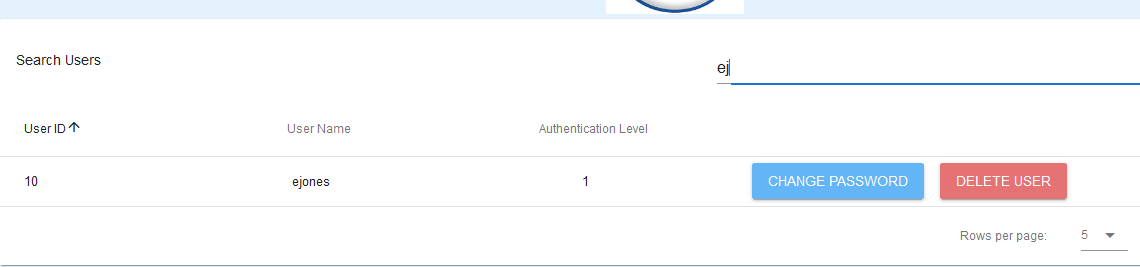 Search Users
ej
User ID User Name Authentication Level
10 ejones 1 CHANGE PASSWORD DELETE USER
Rows per page: 5